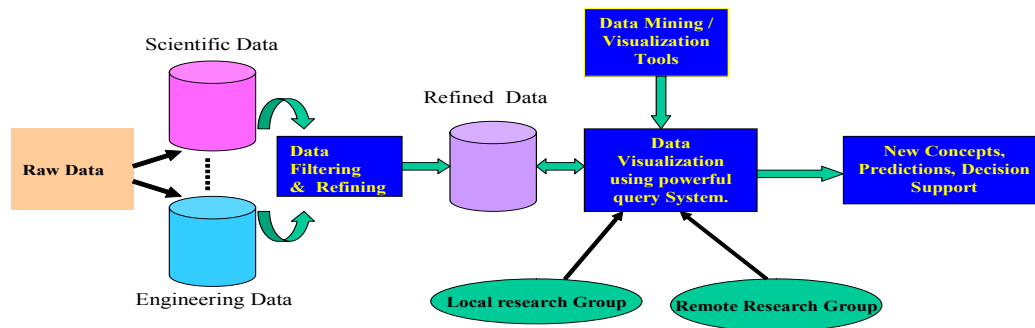 Scientific Data
Raw Data
Engineering Data
Data
Filtering
& Refining
Refined Data
Data Mining /
Visualization
Tools
Data
Visualization
using powerful
query System.
New Concepts,
Predictions, Decision
Support
Local research Group
Remote Research Group